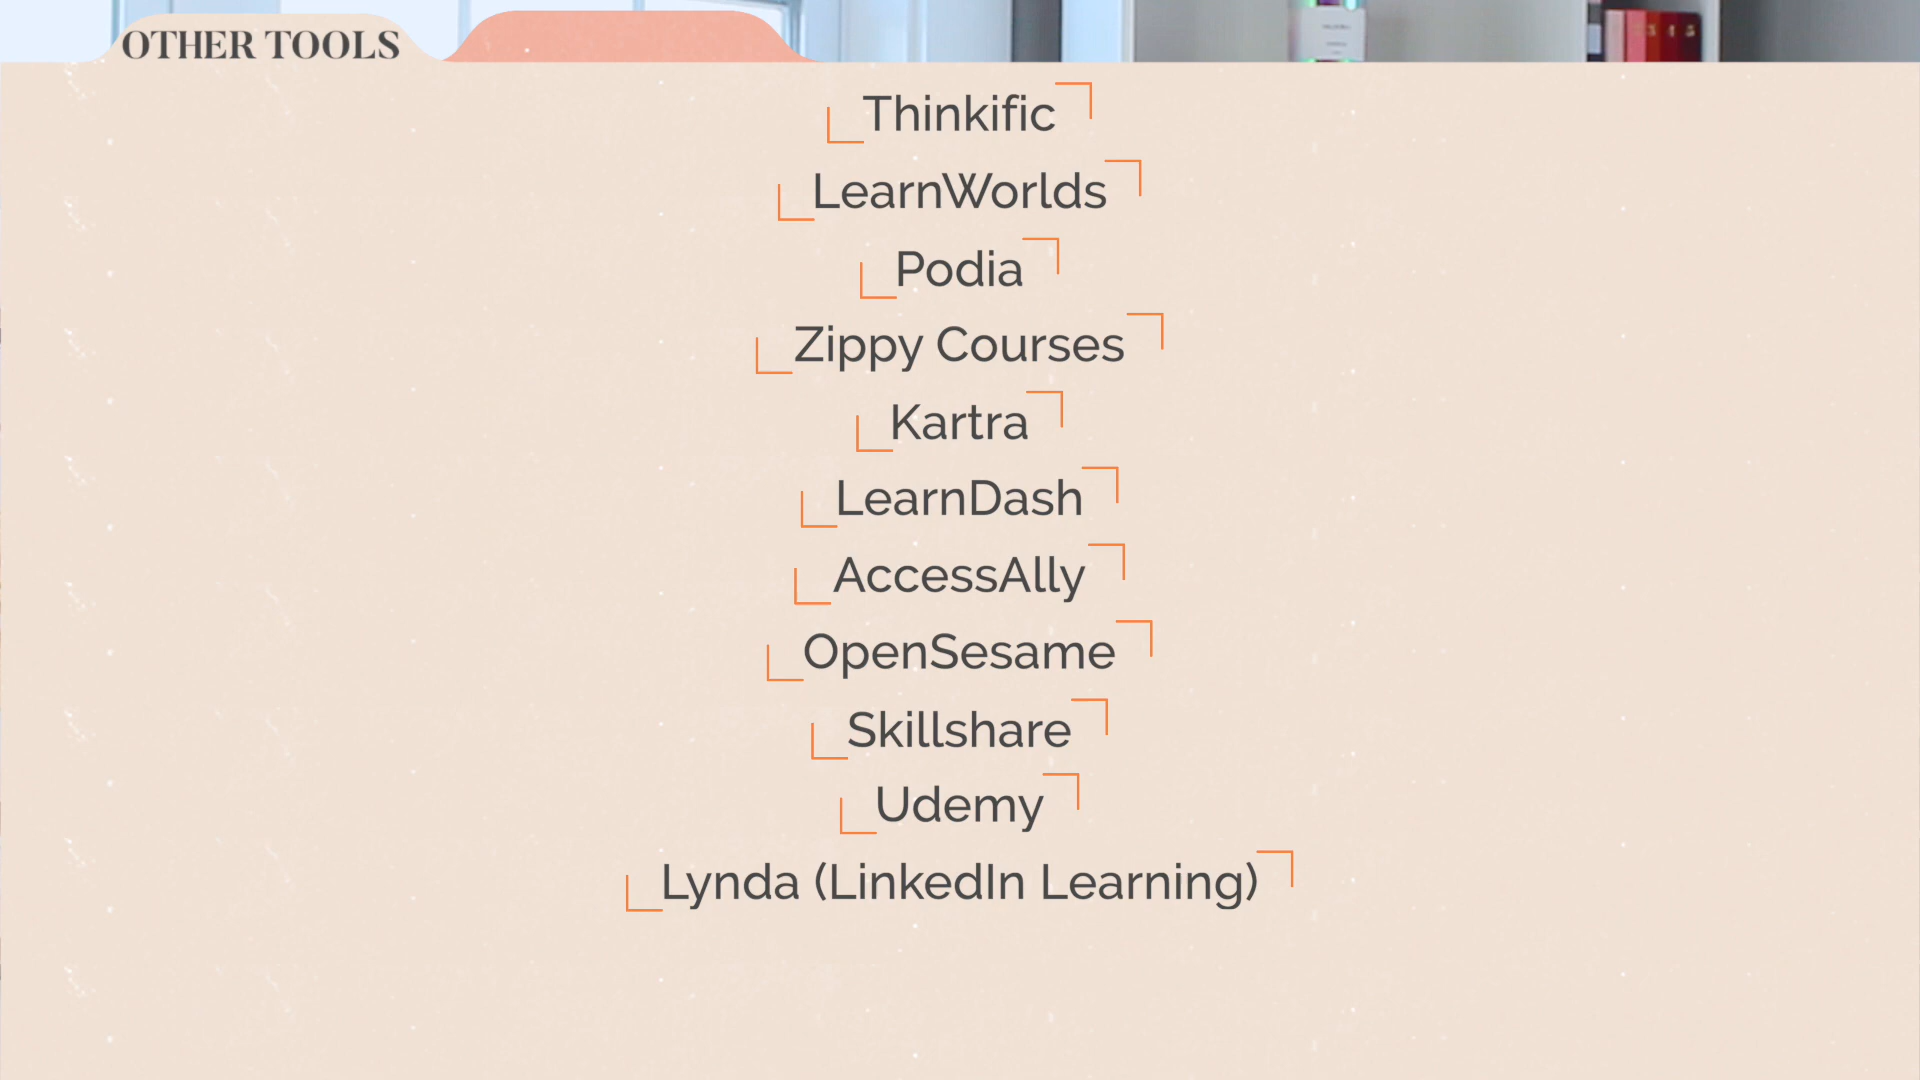 OTHER TOOLS
Thinkific
LearnWorlds
Podia
Zippy Courses
Kartra
LearnDash
AccessAlly
OpenSesame
Skillshare
Udemy
Lynda (LinkedIn Learning)